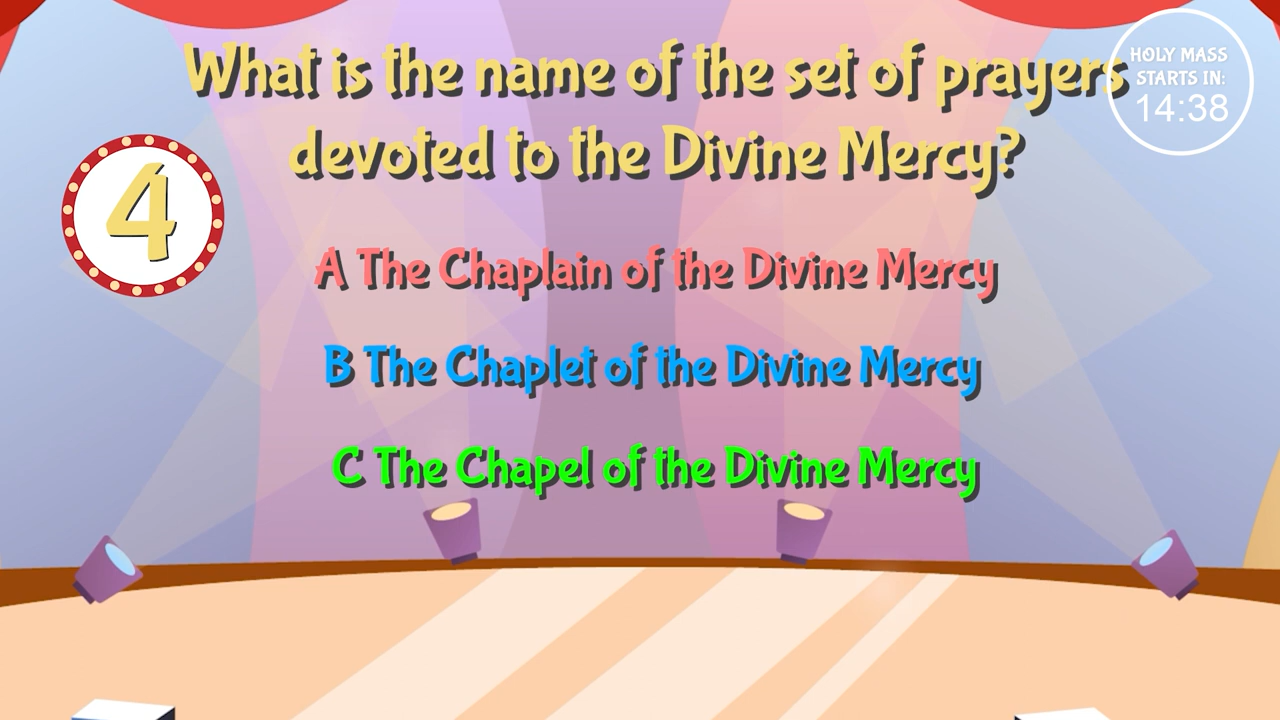 What is the name of the set of prayers
devoted to the Divine Mercy?
HOLY MASS
STARTS IN:
14:38
4
A The Chaplain of the Divine Mercy
B The Chaplet of the Divine Mercy
C The Chapel of the Divine Mercy